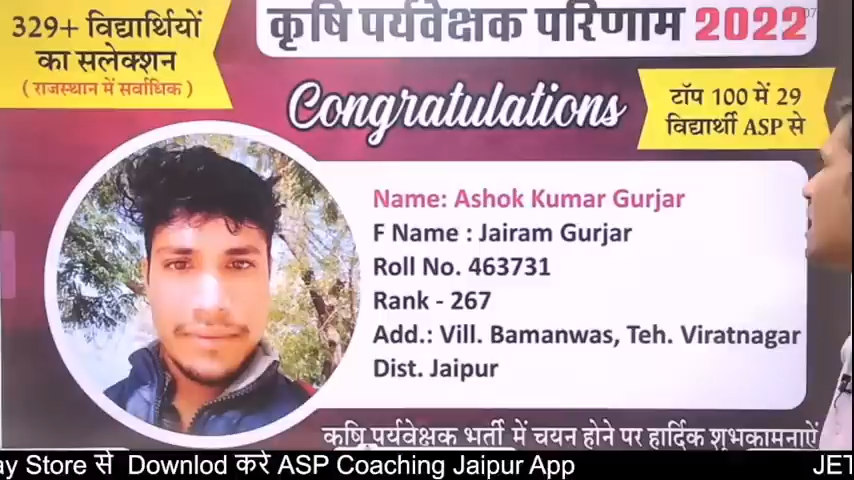 329+ विद्यार्थियों
का सलेक्शन
( राजस्थान में सर्वाधिक )
कृषि पर्यवेक्षक परिणाम 2022
Congratulations
टॉप 100 में 29
विद्यार्थी ASP से
Name: Ashok Kumar Gurjar
F Name : Jairam Gurjar
Roll No. 463731
Rank - 267
Add.: Vill. Bamanwas, Teh. Viratnagar
Dist. Jaipur
कृषि पर्यवेक्षक भर्ती में चयन होने पर हार्दिक शुभकामनाऐं
ay Store से Downlod करे ASP Coaching Jaipur App JET